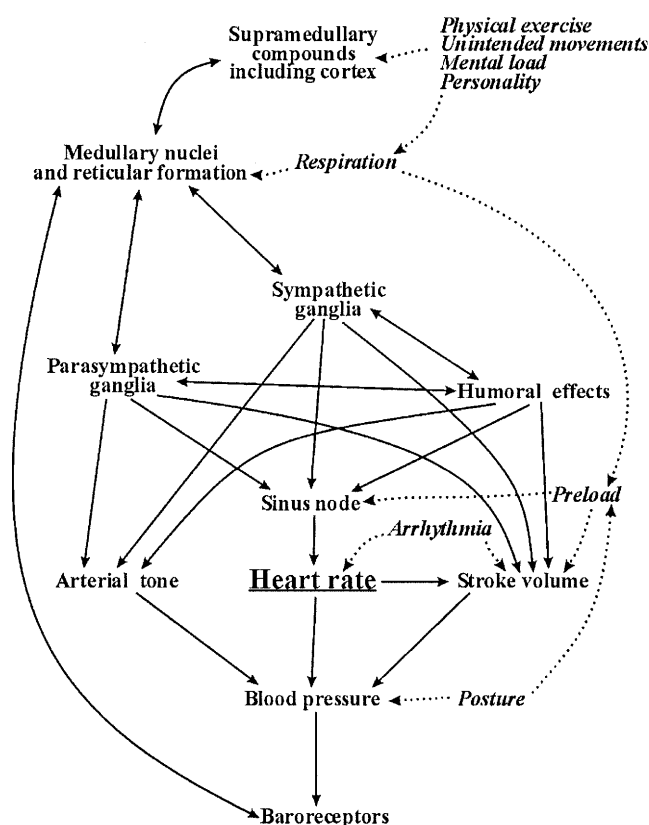 Supramedullary
compounds
including cortex
Physical exercise
Unintended movements
Mental load
Personality
Medullary nuclei
and reticular formation
Respiration
Sympathetic
ganglia
Parasympathetic
ganglia
Humoral effects
Sinus node
Preload
Arrhythmia
Arterial tone
Heart rate
Stroke volume
Blood pressure
Posture
Baroreceptors